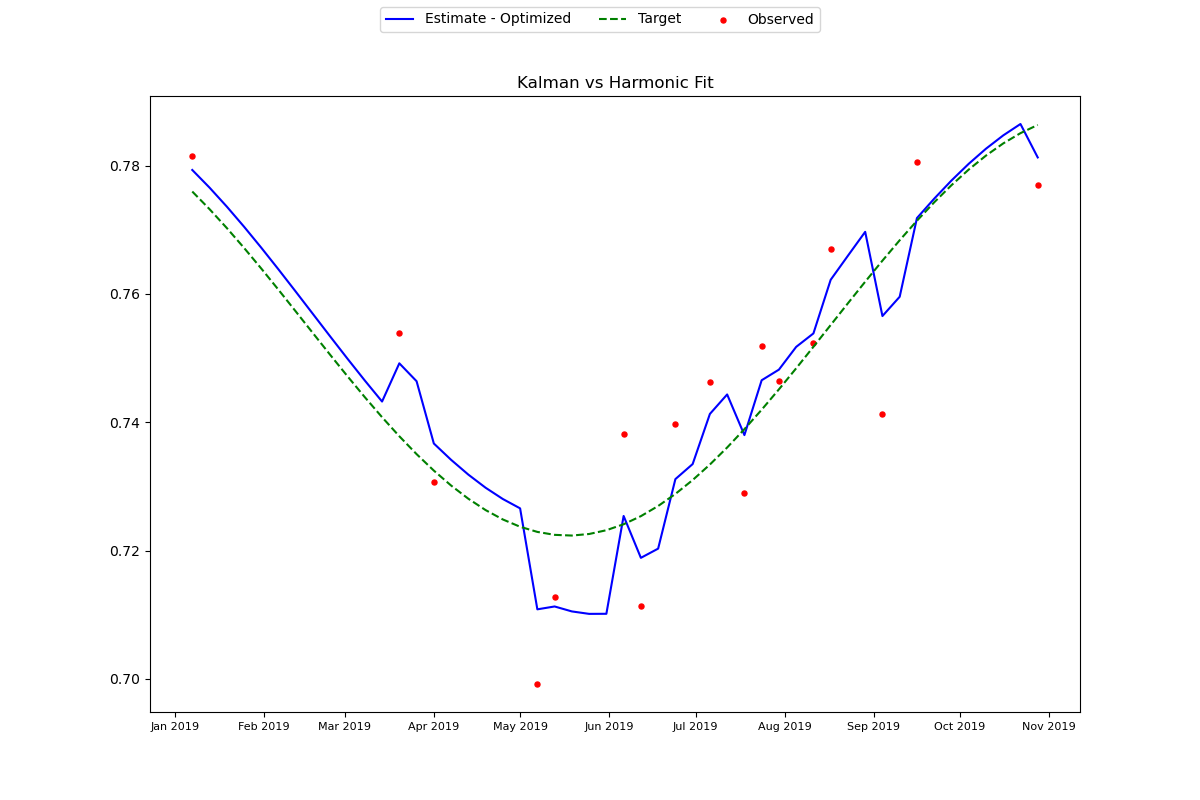 Estimate - Optimized Target Observed
Kalman vs Harmonic Fit
0.78
0.76
0.74
0.72
0.70
Jan 2019 Feb 2019 Mar 2019 Apr 2019 May 2019 Jun 2019 Jul 2019 Aug 2019 Sep 2019 Oct 2019 Nov 2019